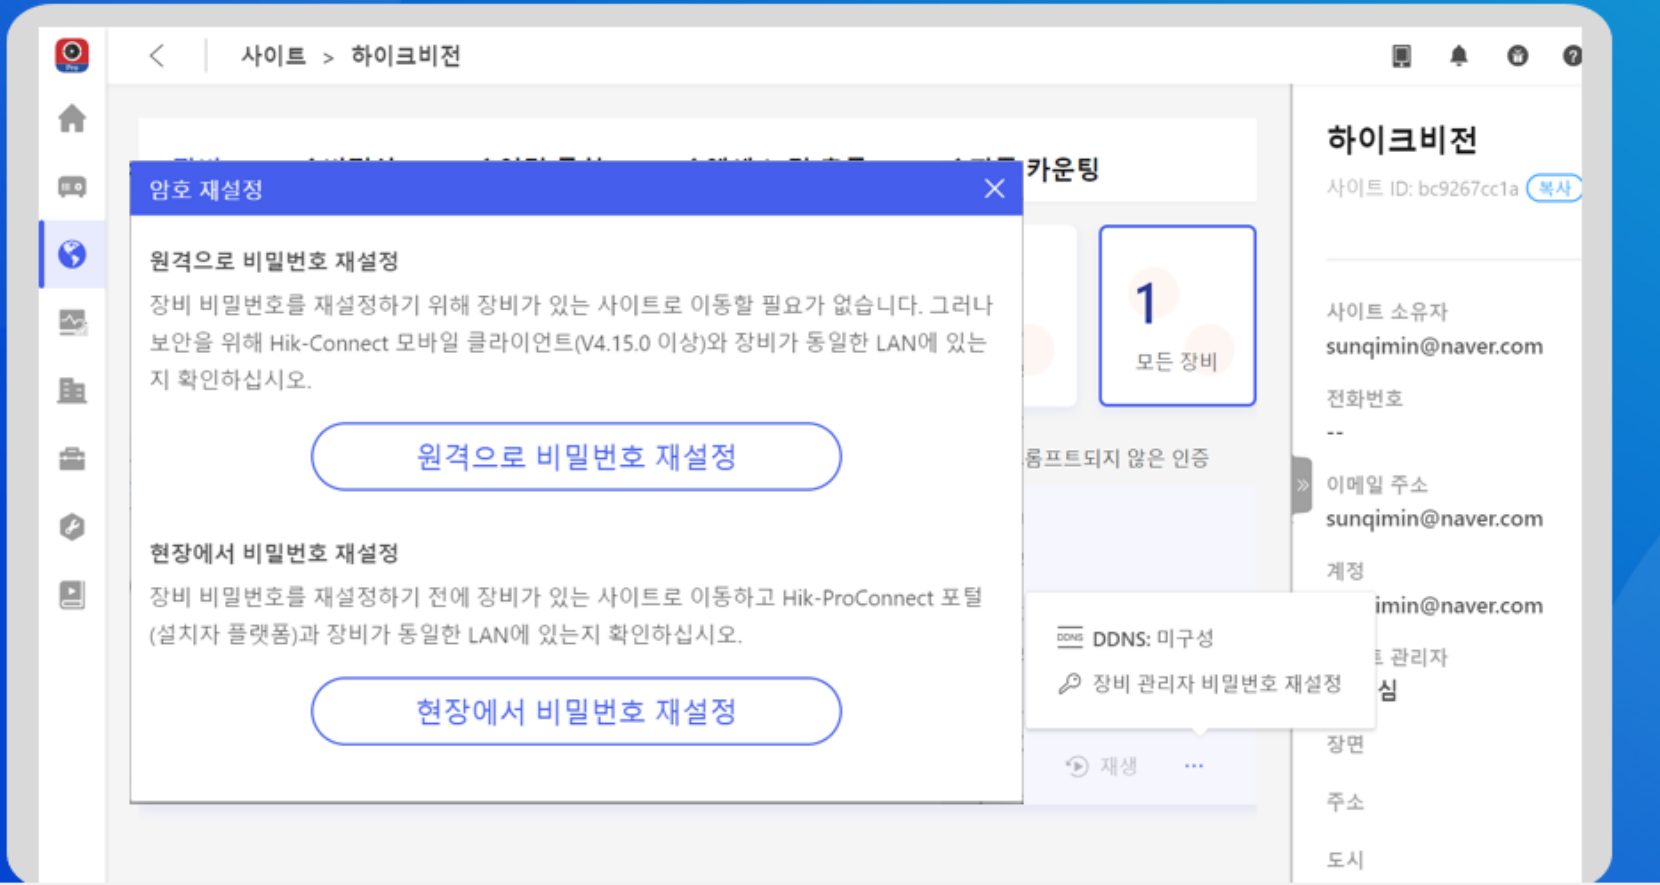 Pro
사이트 > 하이크비전
카운팅
암호 재설정
원격으로 비밀번호 재설정
장비 비밀번호를 재설정하기 위해 장비가 있는 사이트로 이동할 필요가 없습니다. 그러나
보안을 위해 Hik-Connect 모바일 클라이언트(V4.15.0 이상)와 장비가 동일한 LAN에 있는
지 확인하십시오.
원격으로 비밀번호 재설정
현장에서 비밀번호 재설정
장비 비밀번호를 재설정하기 전에 장비가 있는 사이트로 이동하고 Hik-ProConnect 포털
(설치자 플랫폼)과 장비가 동일한 LAN에 있는지 확인하십시오.
현장에서 비밀번호 재설정
1
모든 장비
롬프트되지 않은 인증
DDNS DDNS: 미구성
장비 관리자 비밀번호 재설정
재생 ...
하이크비전
사이트 ID: bc9267cc1a 복사
사이트 소유자
sunqimin@naver.com
전화번호
--
이메일 주소
sunqimin@naver.com
계정
imin@naver.com
관리자
심
장면
주소
도시